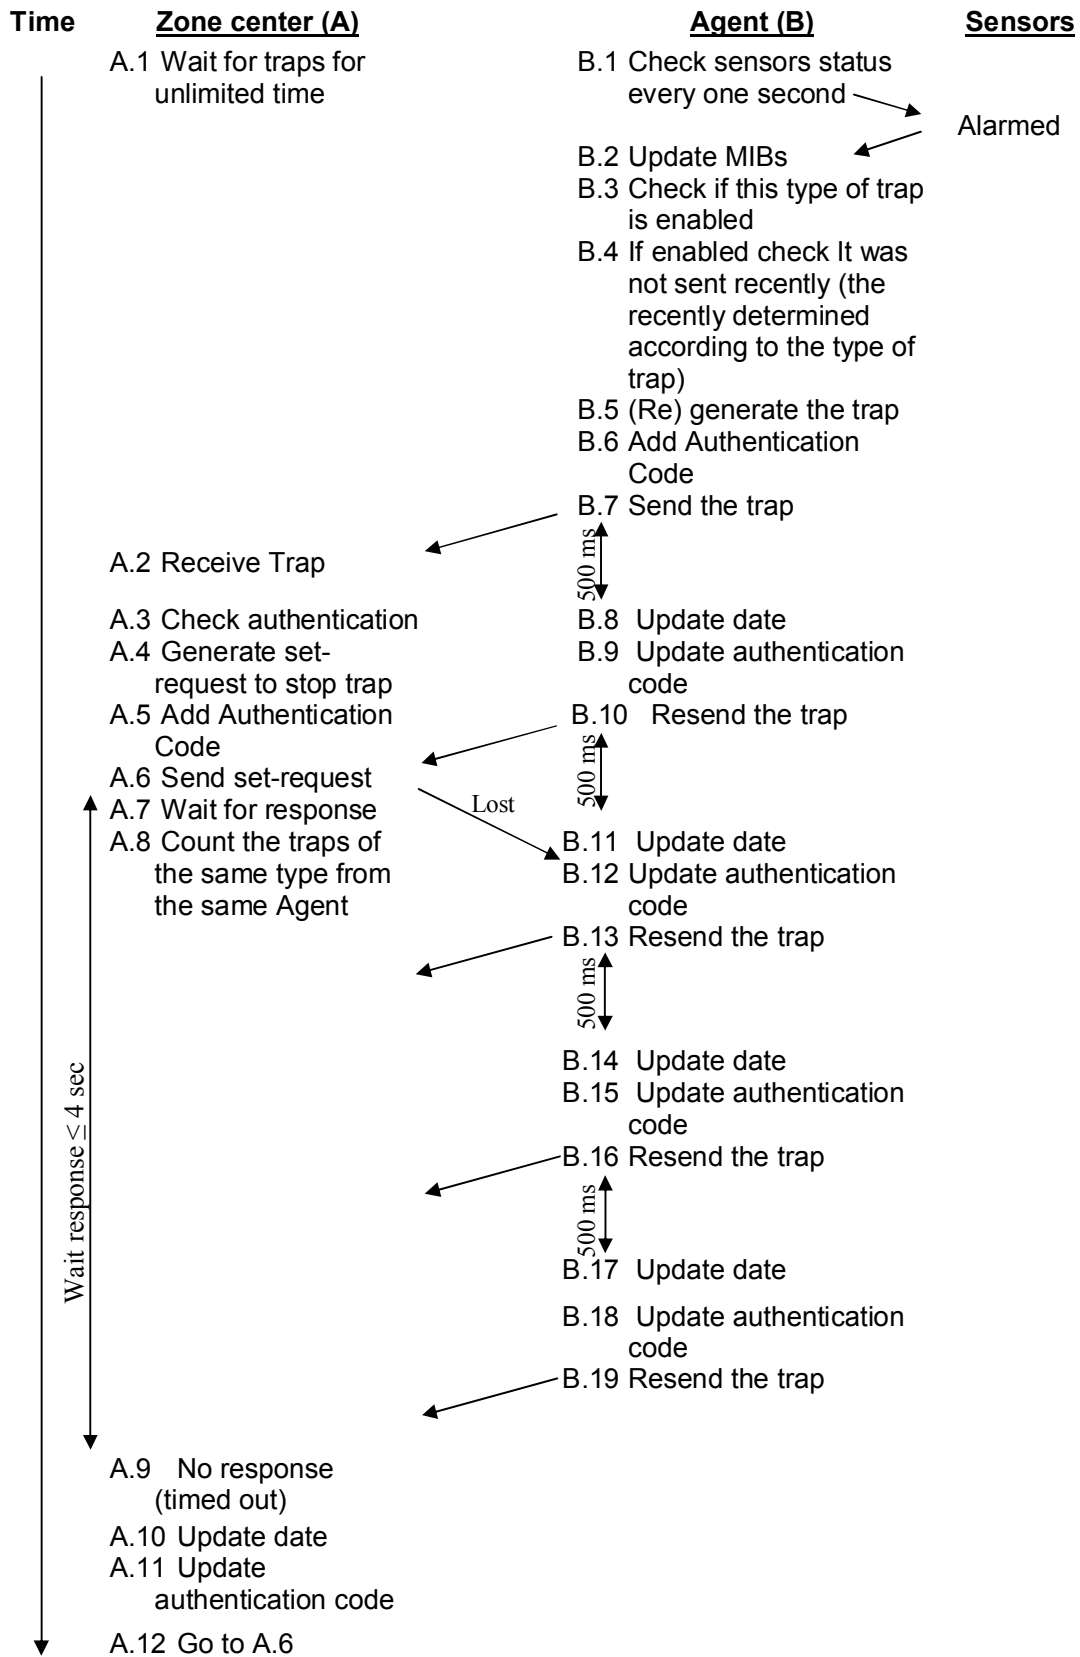 Time Zone center (A) Agent (B) Sensors
A.1 Wait for traps for
unlimited time
B.1 Check sensors status
every one second
Alarmed
B.2 Update MIBs
B.3 Check if this type of trap
is enabled
B.4 If enabled check It was
not sent recently (the
recently determined
according to the type of
trap)
B.5 (Re) generate the trap
B.6 Add Authentication
Code
B.7 Send the trap
500 ms
A.2 Receive Trap
A.3 Check authentication
A.4 Generate set-
request to stop trap
A.5 Add Authentication
Code
A.6 Send set-request
A.7 Wait for response
A.8 Count the traps of
the same type from
the same Agent
B.8 Update date
B.9 Update authentication
code
B.10 Resend the trap
500 ms
Lost
B.11 Update date
B.12 Update authentication
code
B.13 Resend the trap
500 ms
B.14 Update date
B.15 Update authentication
code
B.16 Resend the trap
500 ms
B.17 Update date
B.18 Update authentication
code
B.19 Resend the trap
Wait response ≤ 4 sec
A.9 No response
(timed out)
A.10 Update date
A.11 Update
authentication code
A.12 Go to A.6